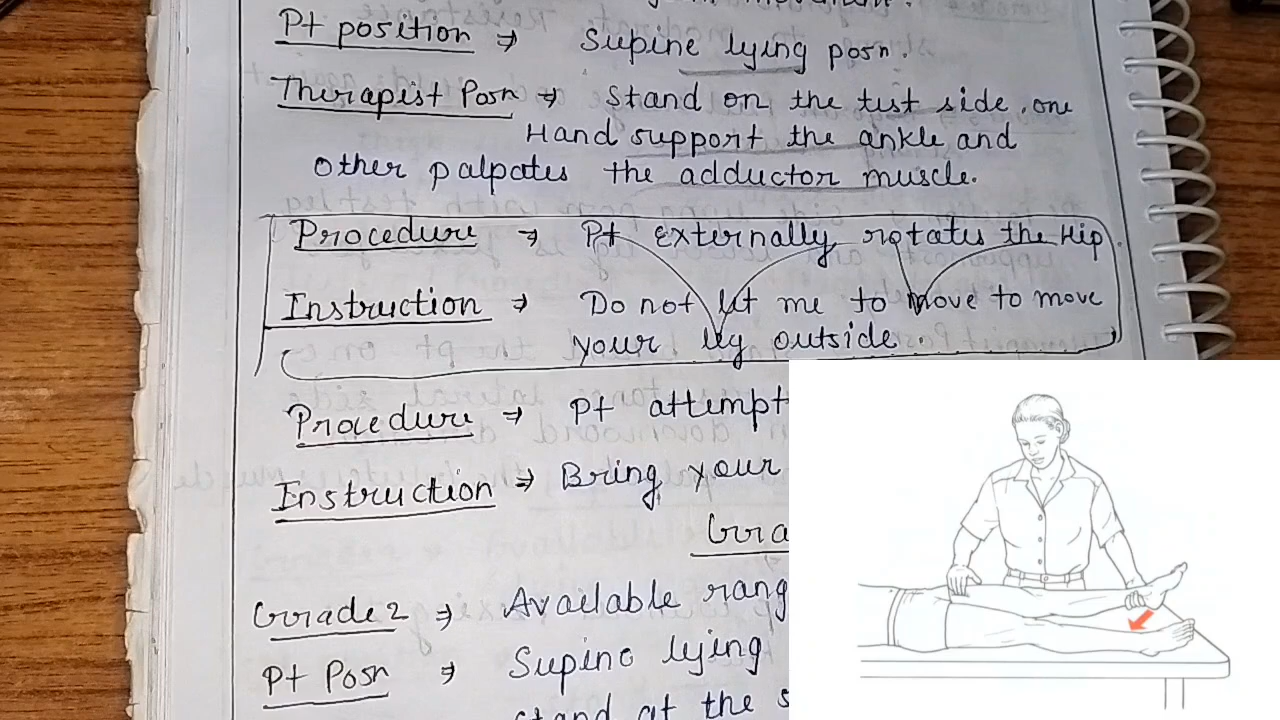 Pt position ⇒ Supine lying posn.
Therapist Posn ⇒ Stand on the test side, one
Hand support the ankle and
other palpates the adductor muscle.
Procedure ⇒ Pt externally rotates the Hip.
Instruction ⇒ Do not let me to move to move
your leg outside.
Procedure ⇒ Pt attempt
Instruction ⇒ Bring your
Grade 2 ⇒ Available rang
Pt Posn ⇒ Supine lying
stand at the s